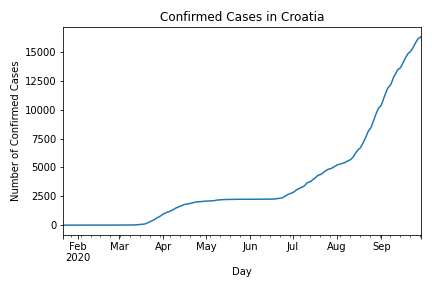 Confirmed Cases in Croatia
Number of Confirmed Cases
15000
12500
10000
7500
5000
2500
0
Feb Mar Apr May Jun Jul Aug Sep
2020
Day